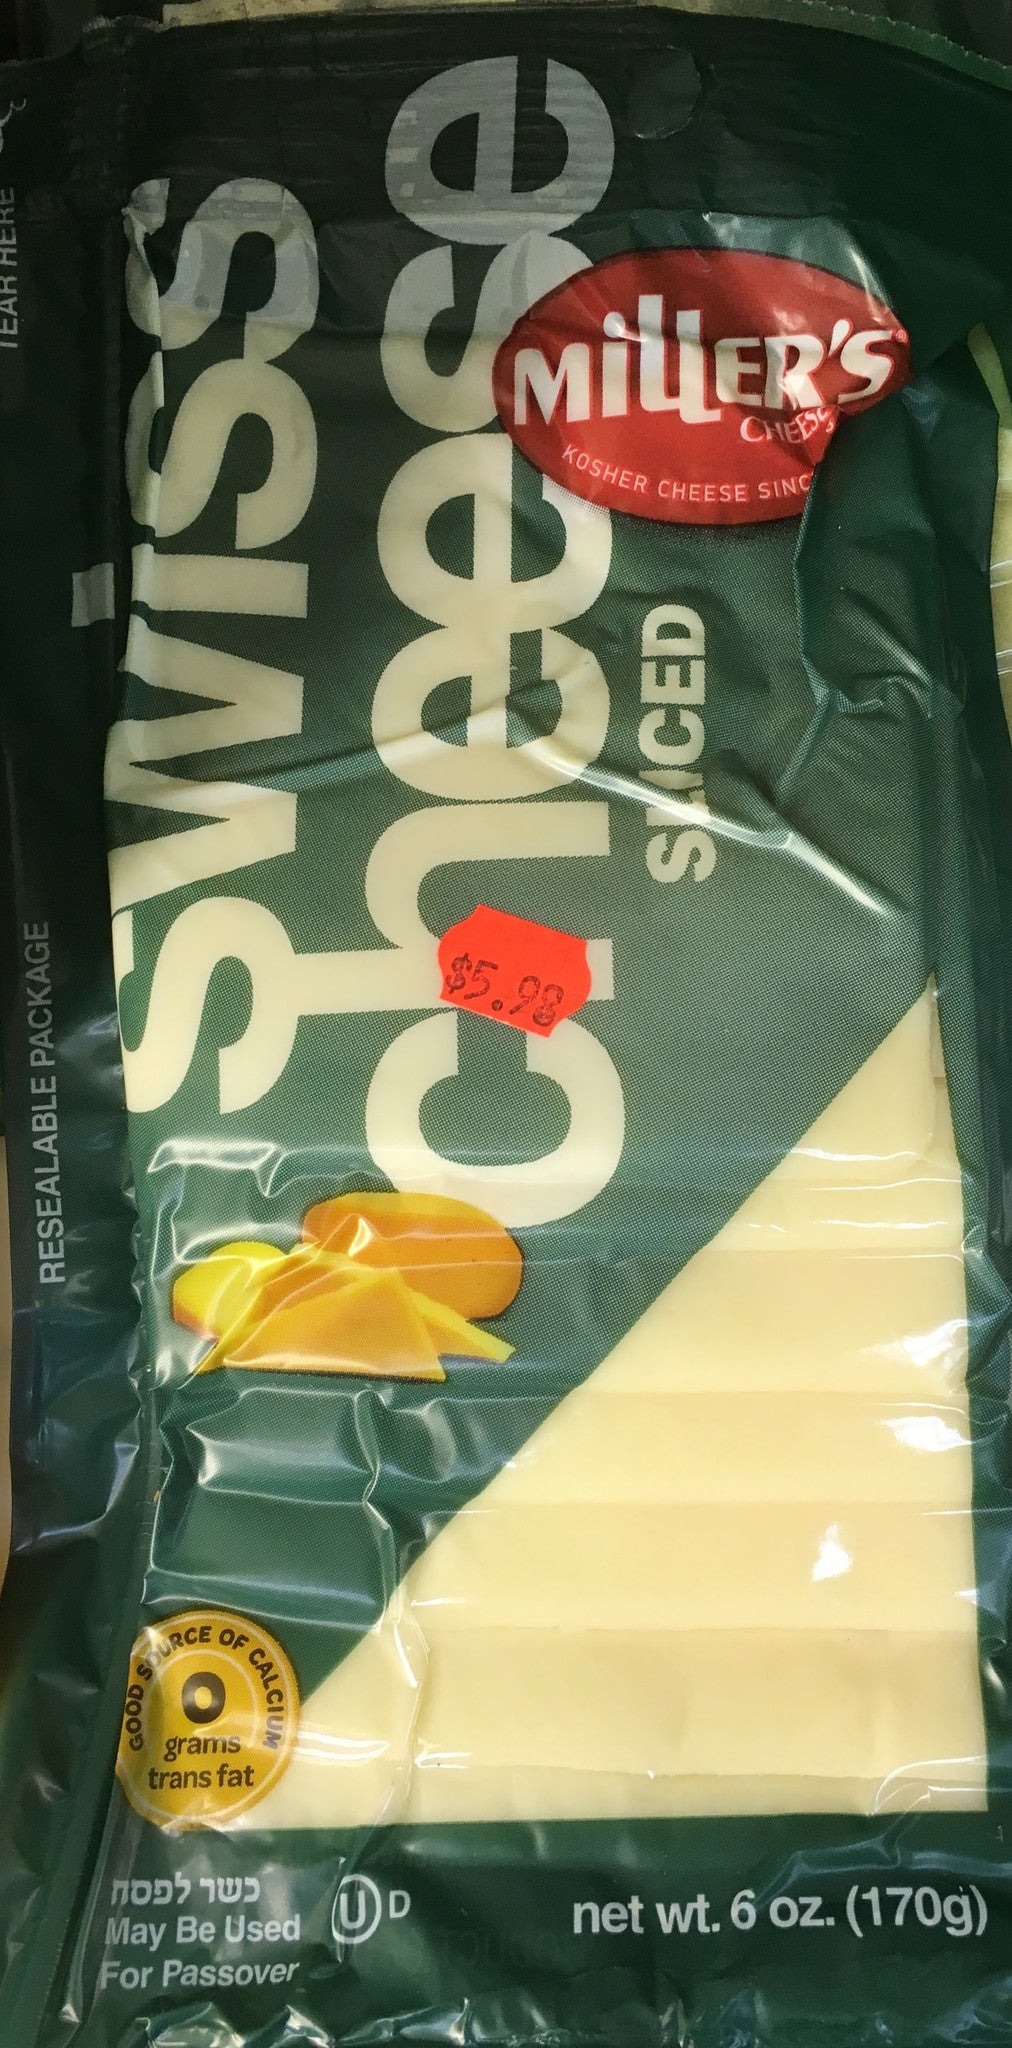 TEAR HERE
RESEALABLE PACKAGE
Swiss
cheese
MiLLER'S®
CHEESE
KOSHER CHEESE
SLICED
$5.98
GOOD SOURCE OF CALCIUM
0
grams
trans fat
כשר לפסח
May Be Used
For Passover
U D
net wt. 6 oz. (170g)